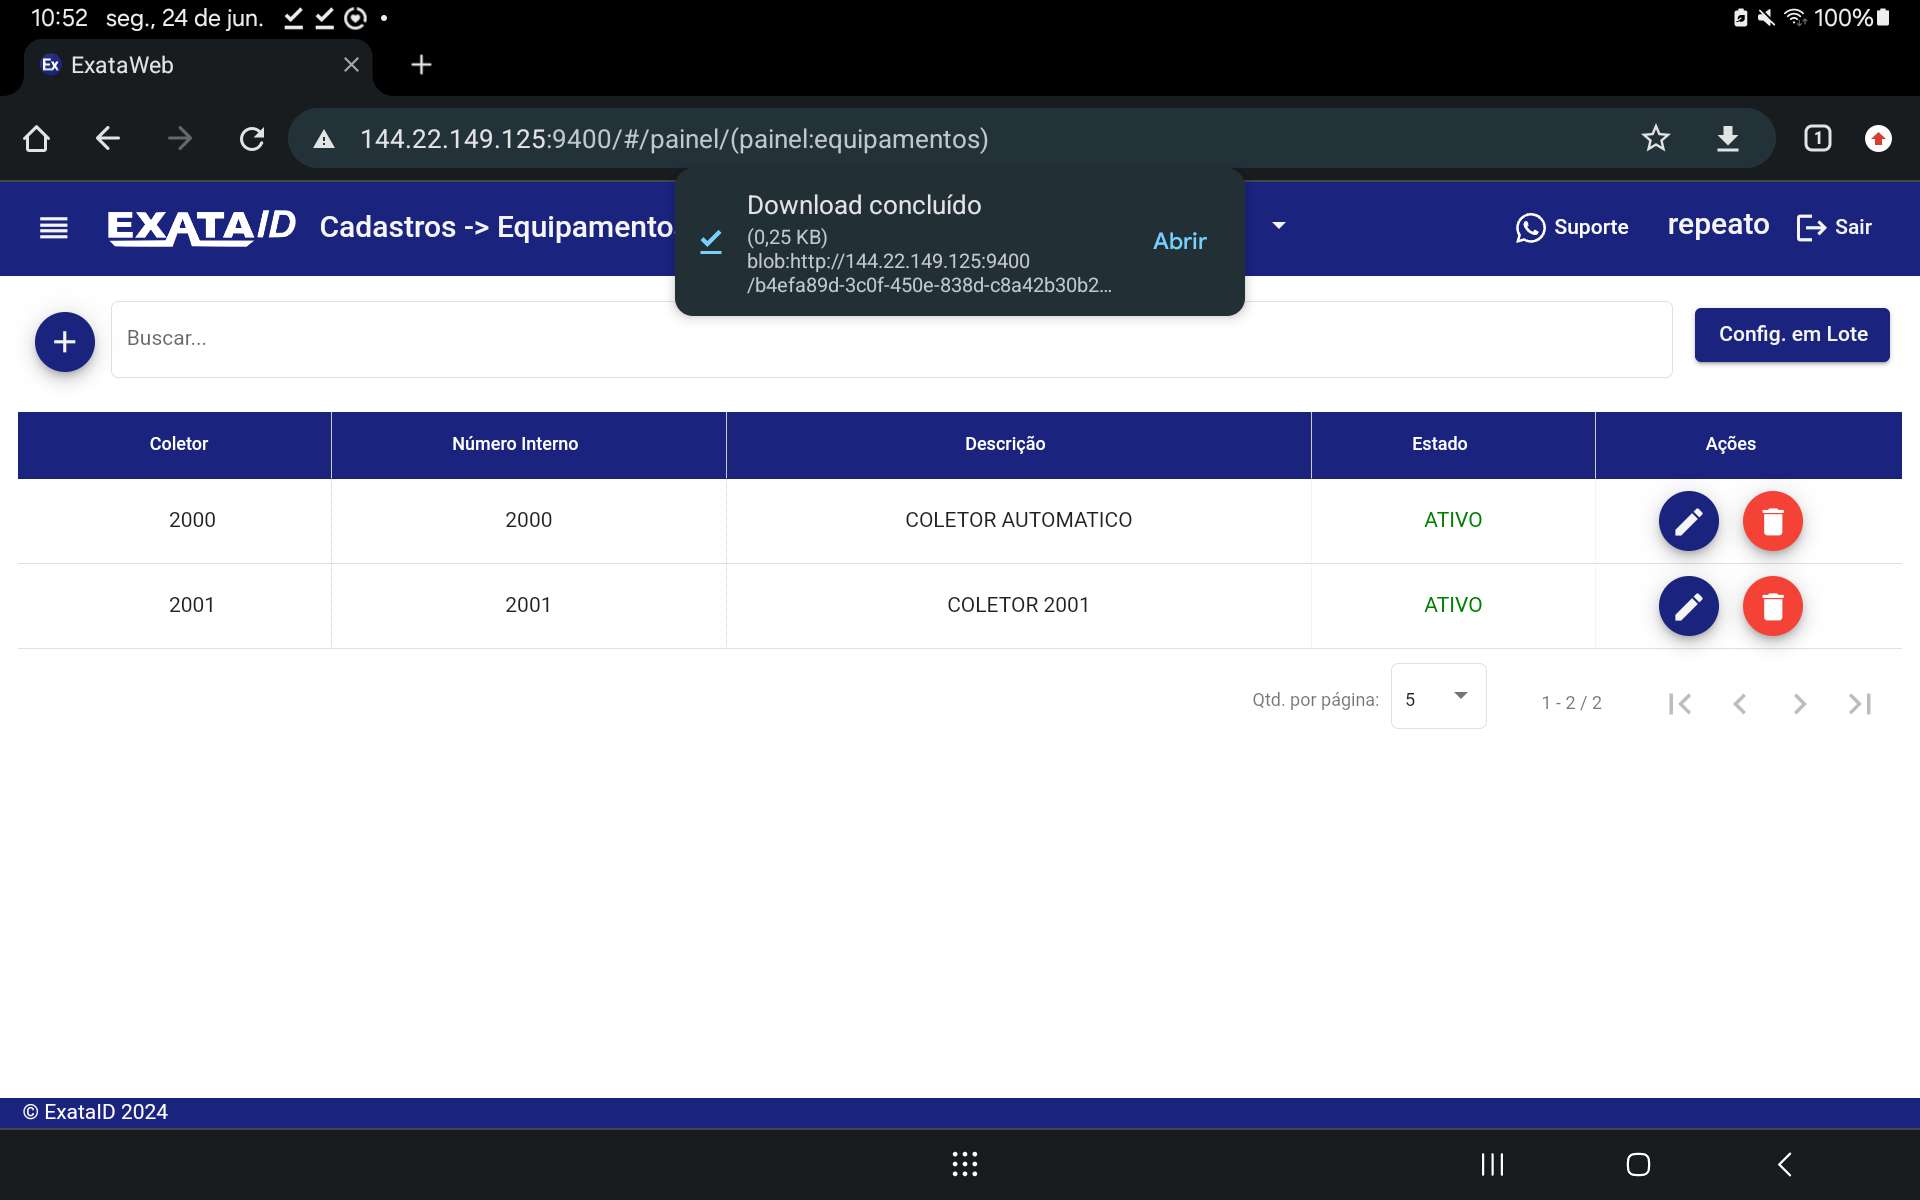 10:52 seg., 24 de jun.
100%
Ex ExataWeb
144.22.149.125:9400/#/painel/(painel:equipamentos)
1
Download concluído
(0,25 KB)
blob:http://144.22.149.125:9400
/b4efa89d-3c0f-450e-838d-c8a42b30b2...
Abrir
EXATAID Cadastros -> Equipamento
Suporte repeato Sair
Buscar...
Config. em Lote
Coletor Número Interno Descrição Estado Ações
2000 2000 COLETOR AUTOMATICO ATIVO
2001 2001 COLETOR 2001 ATIVO
Qtd. por página: 5 1 - 2 / 2
© ExataID 2024